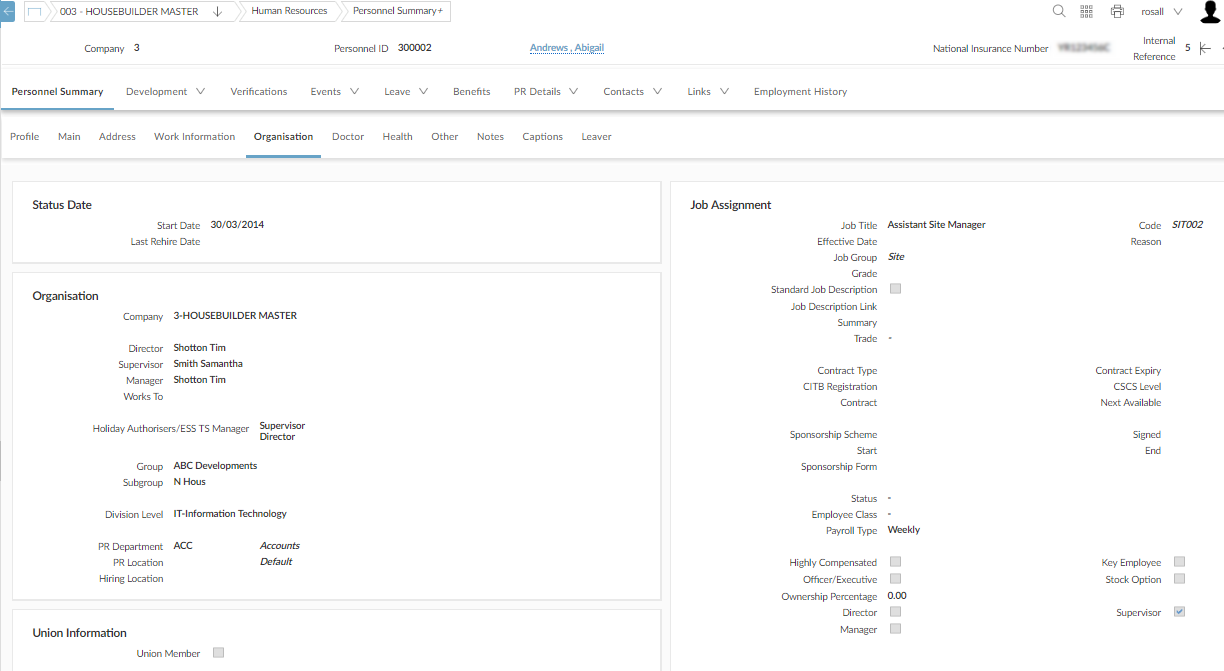 003 - HOUSEBUILDER MASTER Human Resources Personnel Summary+ rosall
Company 3 Personnel ID 300002 Andrews , Abigail National Insurance Number Internal Reference 5
Personnel Summary Development Verifications Events Leave Benefits PR Details Contacts Links Employment History
Profile Main Address Work Information Organisation Doctor Health Other Notes Captions Leaver
Status Date
Start Date 30/03/2014
Last Rehire Date
Organisation
Company 3-HOUSEBUILDER MASTER
Director Shotton Tim
Supervisor Smith Samantha
Manager Shotton Tim
Works To
Holiday Authorisers/ESS TS Manager Supervisor
Director
Group ABC Developments
Subgroup N Hous
Division Level IT-Information Technology
PR Department ACC Accounts
PR Location Default
Hiring Location
Union Information
Union Member
Job Assignment
Job Title Assistant Site Manager Code SIT002
Effective Date Reason
Job Group Site
Grade
Standard Job Description
Job Description Link
Summary
Trade -
Contract Type Contract Expiry
CITB Registration CSCS Level
Contract Next Available
Sponsorship Scheme Signed
Start End
Sponsorship Form
Status -
Employee Class -
Payroll Type Weekly
Highly Compensated Key Employee
Officer/Executive Stock Option
Ownership Percentage 0.00
Director Supervisor
Manager